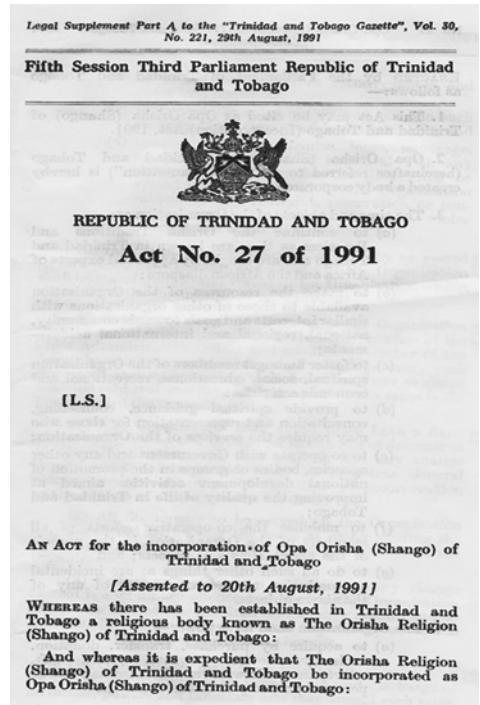 Legal Supplement Part A to the "Trinidad and Tobago Gazette", Vol. 30,
No. 221, 29th August, 1991
Fifth Session Third Parliament Republic of Trinidad
and Tobago
REPUBLIC OF TRINIDAD AND TOBAGO
Act No. 27 of 1991
[L.S.]
AN ACT for the incorporation of Opa Orisha (Shango) of
Trinidad and Tobago
[Assented to 20th August, 1991]
WHEREAS there has been established in Trinidad and
Tobago a religious body known as The Orisha Religion
(Shango) of Trinidad and Tobago:
And whereas it is expedient that The Orisha Religion
(Shango) of Trinidad and Tobago be incorporated as
Opa Orisha (Shango) of Trinidad and Tobago: